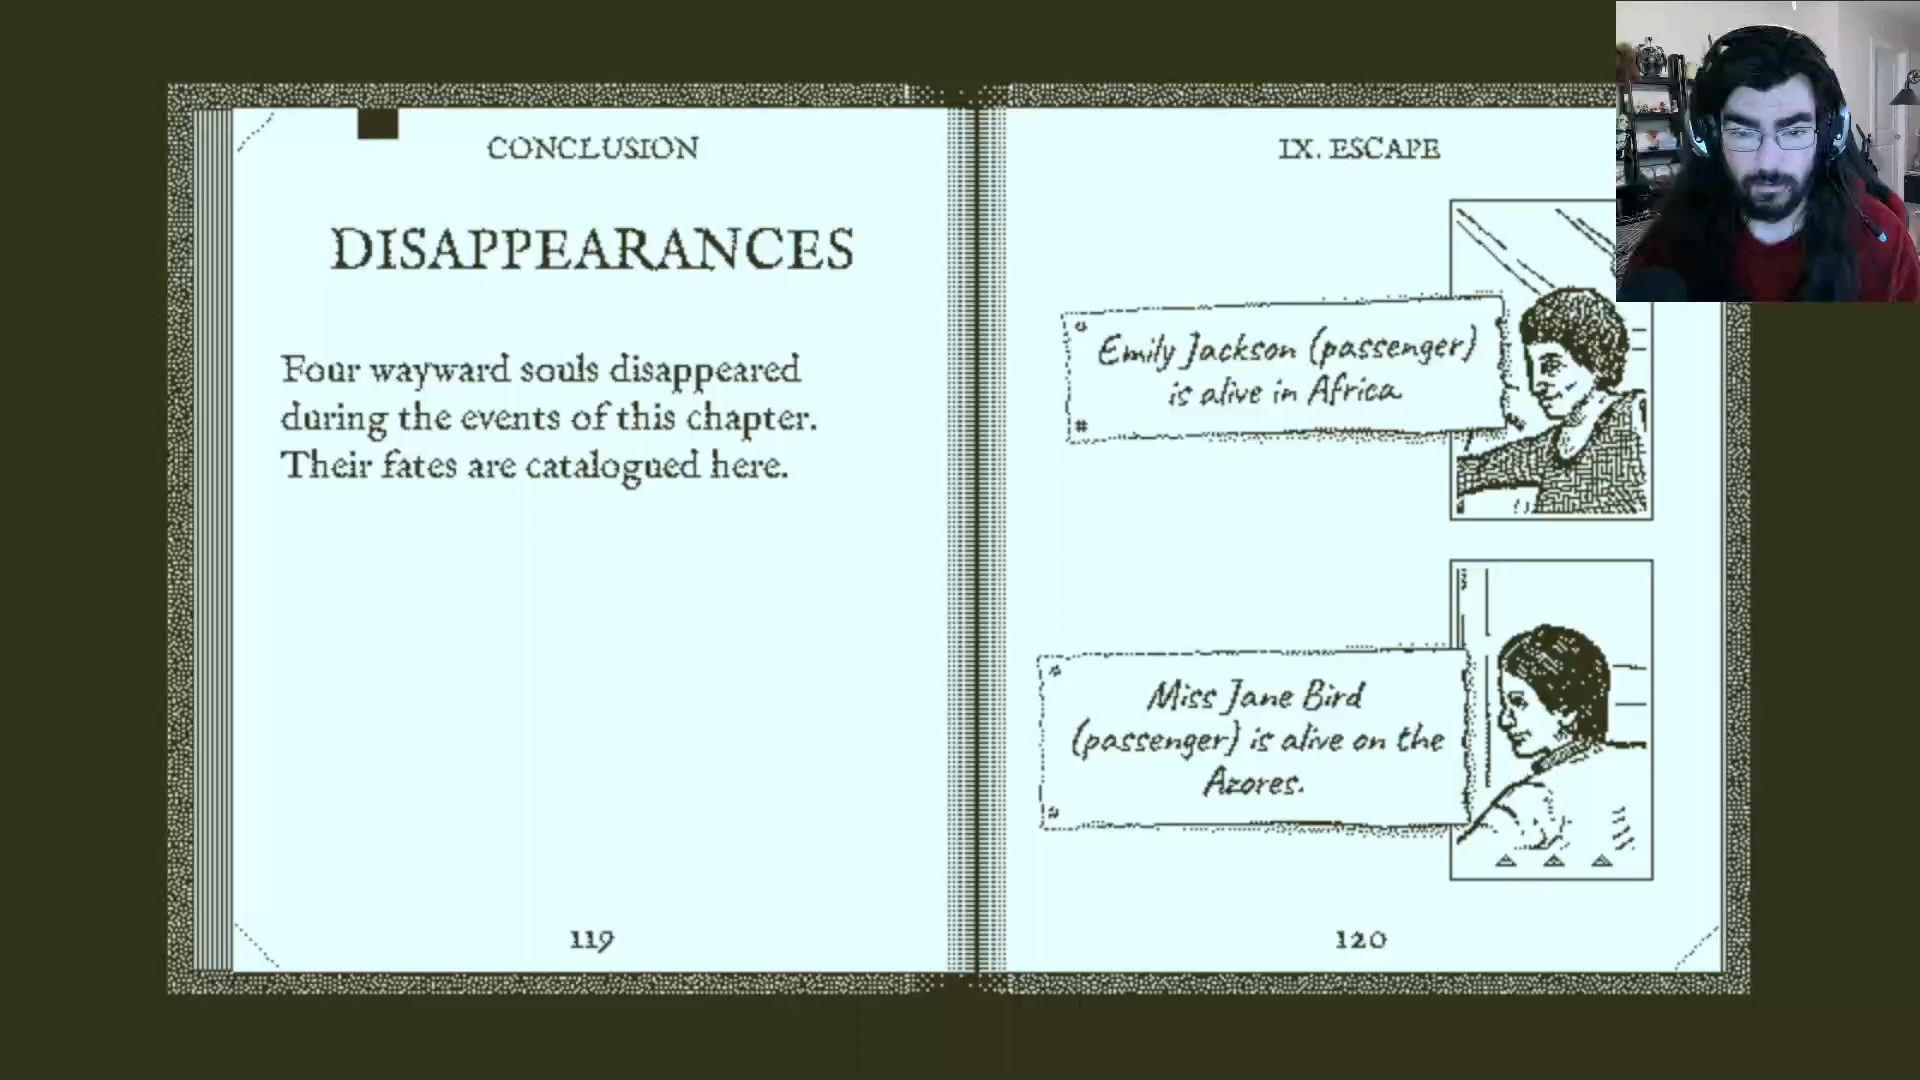 CONCLUSION
DISAPPEARANCES
Four wayward souls disappeared
during the events of this chapter.
Their fates are catalogued here.
119
IX. ESCAPE
Emily Jackson (passenger)
is alive in Africa.
Miss Jane Bird
(passenger) is alive on the
Azores.
120